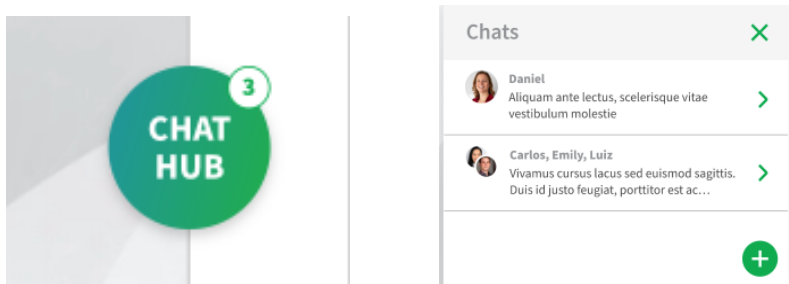 3
CHAT
HUB
Chats
Daniel
Aliquam ante lectus, scelerisque vitae
vestibulum molestie
Carlos, Emily, Luiz
Vivamus cursus lacus sed euismod sagittis.
Duis id justo feugiat, porttitor est ac...